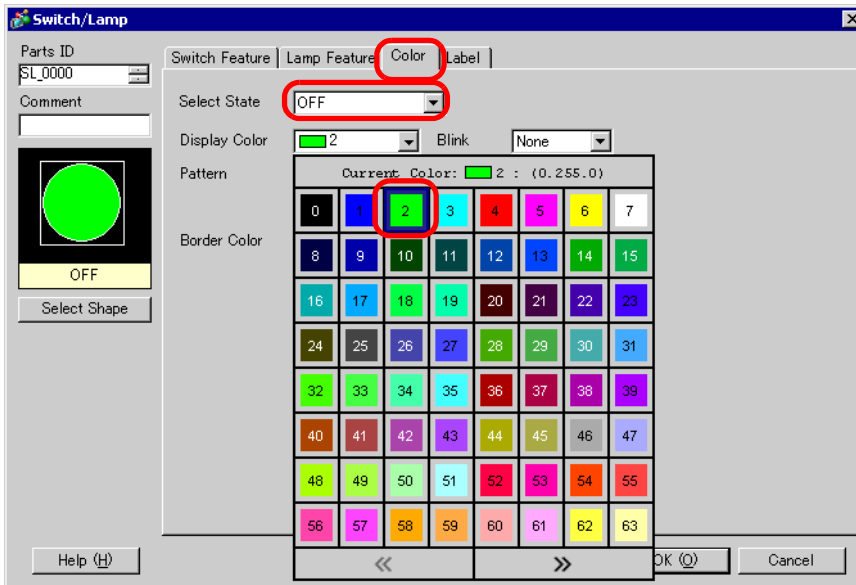 Switch/Lamp
Parts ID
SL_0000
Comment
OFF
Select Shape
Switch Feature Lamp Feature Color Label
Select State OFF
Display Color 2 Blink None
Pattern
Border Color
Current Color: 2 : (0.255.0)
0 1 2 3 4 5 6 7
8 9 10 11 12 13 14 15
16 17 18 19 20 21 22 23
24 25 26 27 28 29 30 31
32 33 34 35 36 37 38 39
40 41 42 43 44 45 46 47
48 49 50 51 52 53 54 55
56 57 58 59 60 61 62 63
« »
Help (H) OK (O) Cancel